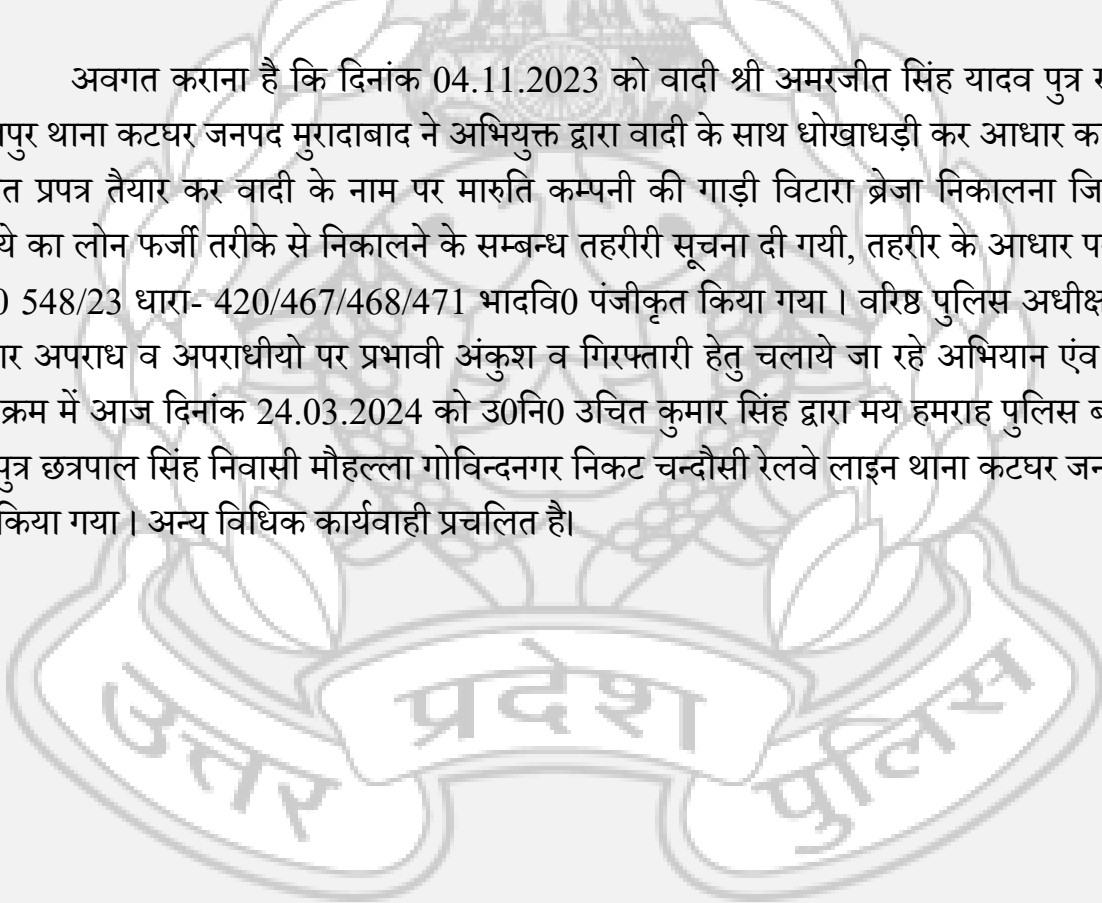 अवगत कराना है कि दिनांक 04.11.2023 को वादी श्री अमरजीत सिंह यादव पुत्र
थाना कटघर जनपद मुरादाबाद ने अभियुक्त द्वारा वादी के साथ धोखाधड़ी कर आधार
प्रपत्र तैयार कर वादी के नाम पर मारुति कम्पनी की गाड़ी विटारा ब्रेजा निकालना
का लोन फर्जी तरीके से निकालने के सम्बन्ध तहरीरी सूचना दी गयी, तहरीर के आधार
548/23 धारा- 420/467/468/471 भादवि0 पंजीकृत किया गया । वरिष्ठ पुलिस
अपराध व अपराधीयो पर प्रभावी अंकुश व गिरफ्तारी हेतु चलाये जा रहे अभियान एंव
क्रम में आज दिनांक 24.03.2024 को उ0नि0 उचित कुमार सिंह द्वारा मय हमराह पुलिस
पुत्र छत्रपाल सिंह निवासी मौहल्ला गोविन्दनगर निकट चन्दौसी रेलवे लाइन थाना कटघर
किया गया । अन्य विधिक कार्यवाही प्रचलित है।
उत्तर प्रदेश पुलिस